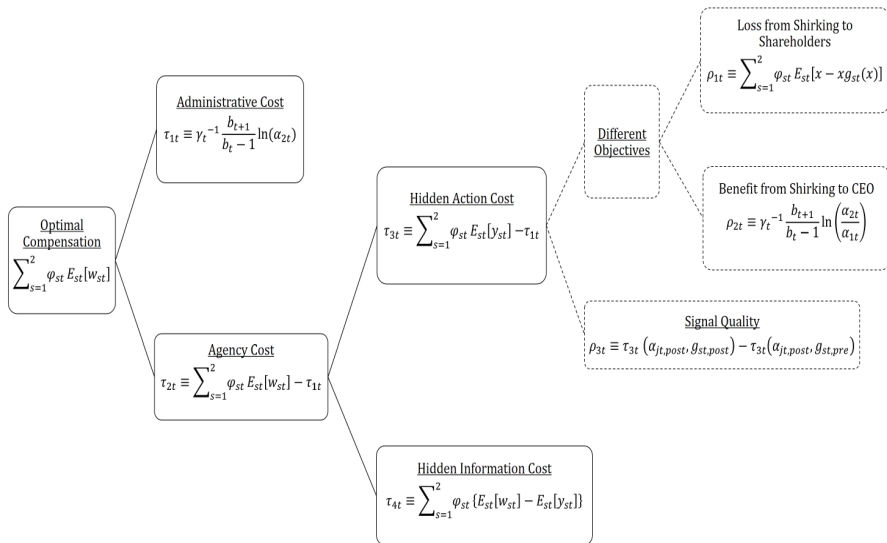 Optimal
Compensation
∑_{s=1}^{2} φ_{st} E_{st}[w_{st}]
Administrative Cost
τ_{1t} ≡ γ_t^{-1} \frac{b_{t+1}}{b_t − 1} ln(α_{2t})
Agency Cost
τ_{2t} ≡ ∑_{s=1}^{2} φ_{st} E_{st}[w_{st}] − τ_{1t}
Hidden Action Cost
τ_{3t} ≡ ∑_{s=1}^{2} φ_{st} E_{st}[y_{st}] −τ_{1t}
Hidden Information Cost
τ_{4t} ≡ ∑_{s=1}^{2} φ_{st} {E_{st}[w_{st}] − E_{st}[y_{st}]}
Different
Objectives
Loss from Shirking to
Shareholders
ρ_{1t} ≡ ∑_{s=1}^{2} φ_{st} E_{st}[x − xg_{st}(x)]
Benefit from Shirking to CEO
ρ_{2t} ≡ γ_t^{-1} \frac{b_{t+1}}{b_t − 1} ln(\frac{α_{2t}}{α_{1t}})
Signal Quality
ρ_{3t} ≡ τ_{3t} (α_{jt,post}, g_{st,post}) − τ_{3t}(α_{jt,post}, g_{st,pre})